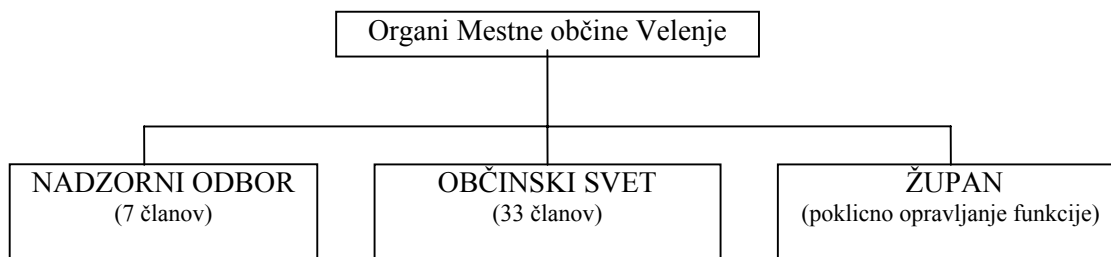 Organi Mestne občine Velenje
NADZORNI ODBOR
(7 članov)
OBČINSKI SVET
(33 članov)
ŽUPAN
(poklicno opravljanje funkcije)